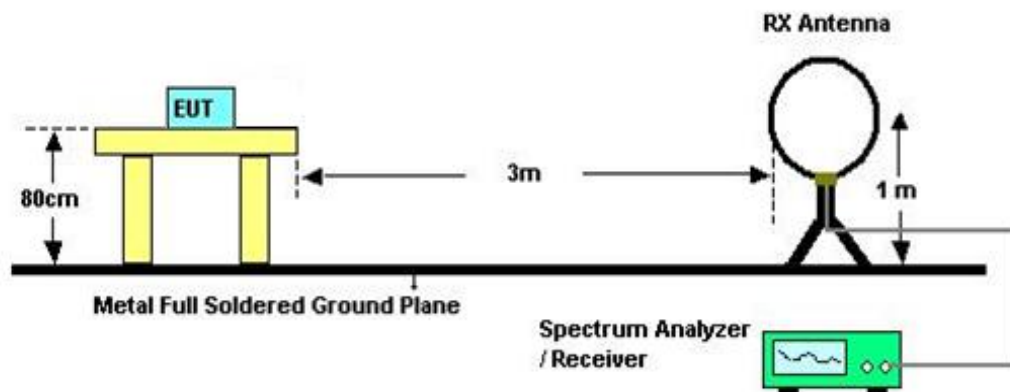 RX Antenna
EUT
80cm
3m
1 m
Metal Full Soldered Ground Plane
Spectrum Analyzer
/ Receiver